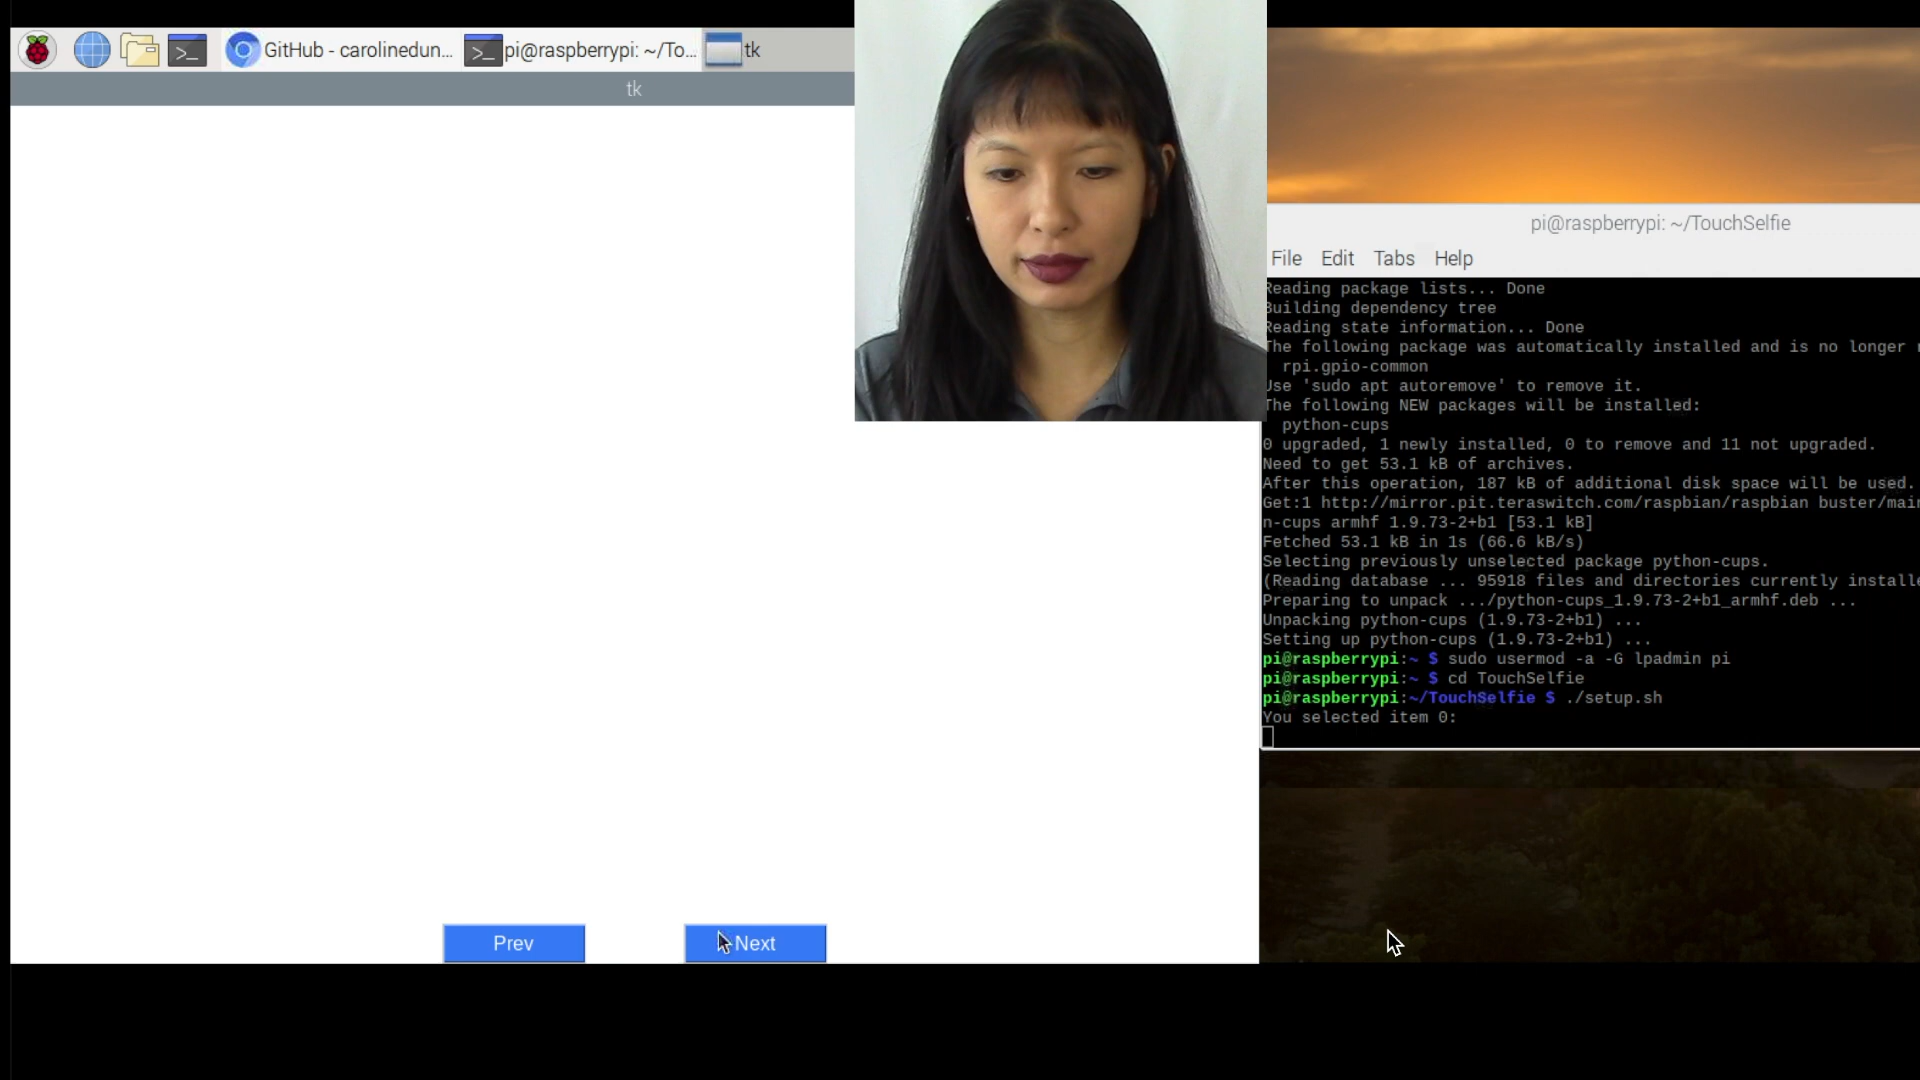 GitHub - carolinedun...
pi@raspberrypi: ~/To...
tk
tk
Prev
Next
pi@raspberrypi: ~/TouchSelfie
File Edit Tabs Help
Reading package lists... Done
Building dependency tree
Reading state information... Done
The following package was automatically installed and is no longer
rpi.gpio-common
Use 'sudo apt autoremove' to remove it.
The following NEW packages will be installed:
python-cups
0 upgraded, 1 newly installed, 0 to remove and 11 not upgraded.
Need to get 53.1 kB of archives.
After this operation, 187 kB of additional disk space will be used.
Get:1 http://mirror.pit.teraswitch.com/raspbian/raspbian buster/mai
n-cups armhf 1.9.73-2+b1 [53.1 kB]
Fetched 53.1 kB in 1s (66.6 kB/s)
Selecting previously unselected package python-cups.
(Reading database ... 95918 files and directories currently installe
Preparing to unpack .../python-cups_1.9.73-2+b1_armhf.deb ...
Unpacking python-cups (1.9.73-2+b1) ...
Setting up python-cups (1.9.73-2+b1) ...
pi@raspberrypi:~ $ sudo usermod -a -G lpadmin pi
pi@raspberrypi:~ $ cd TouchSelfie
pi@raspberrypi:~/TouchSelfie $ ./setup.sh
You selected item 0: